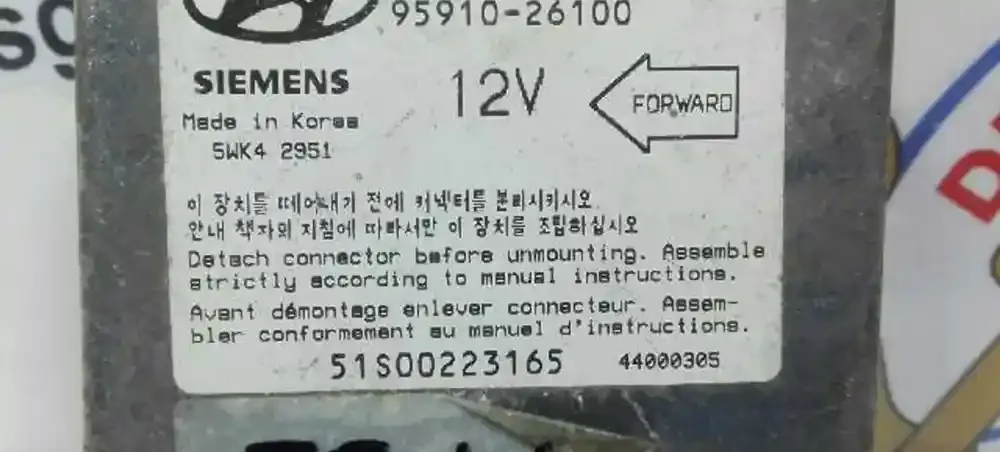 95910-26100
SIEMENS
12V
FORWARD
Made in Korea
5WK4 2951
이 장치를 떼어내기 전에 커넥터를 분리시키시오.
안내 책자의 지침에 따라서만 이 장치를 조립하십시오
Detach connector before unmounting. Assemble
strictly according to manual instructions.
Avant démontage enlever connecteur. Assem-
bler conformement au manuel d'instructions.
51S00223165
44000305